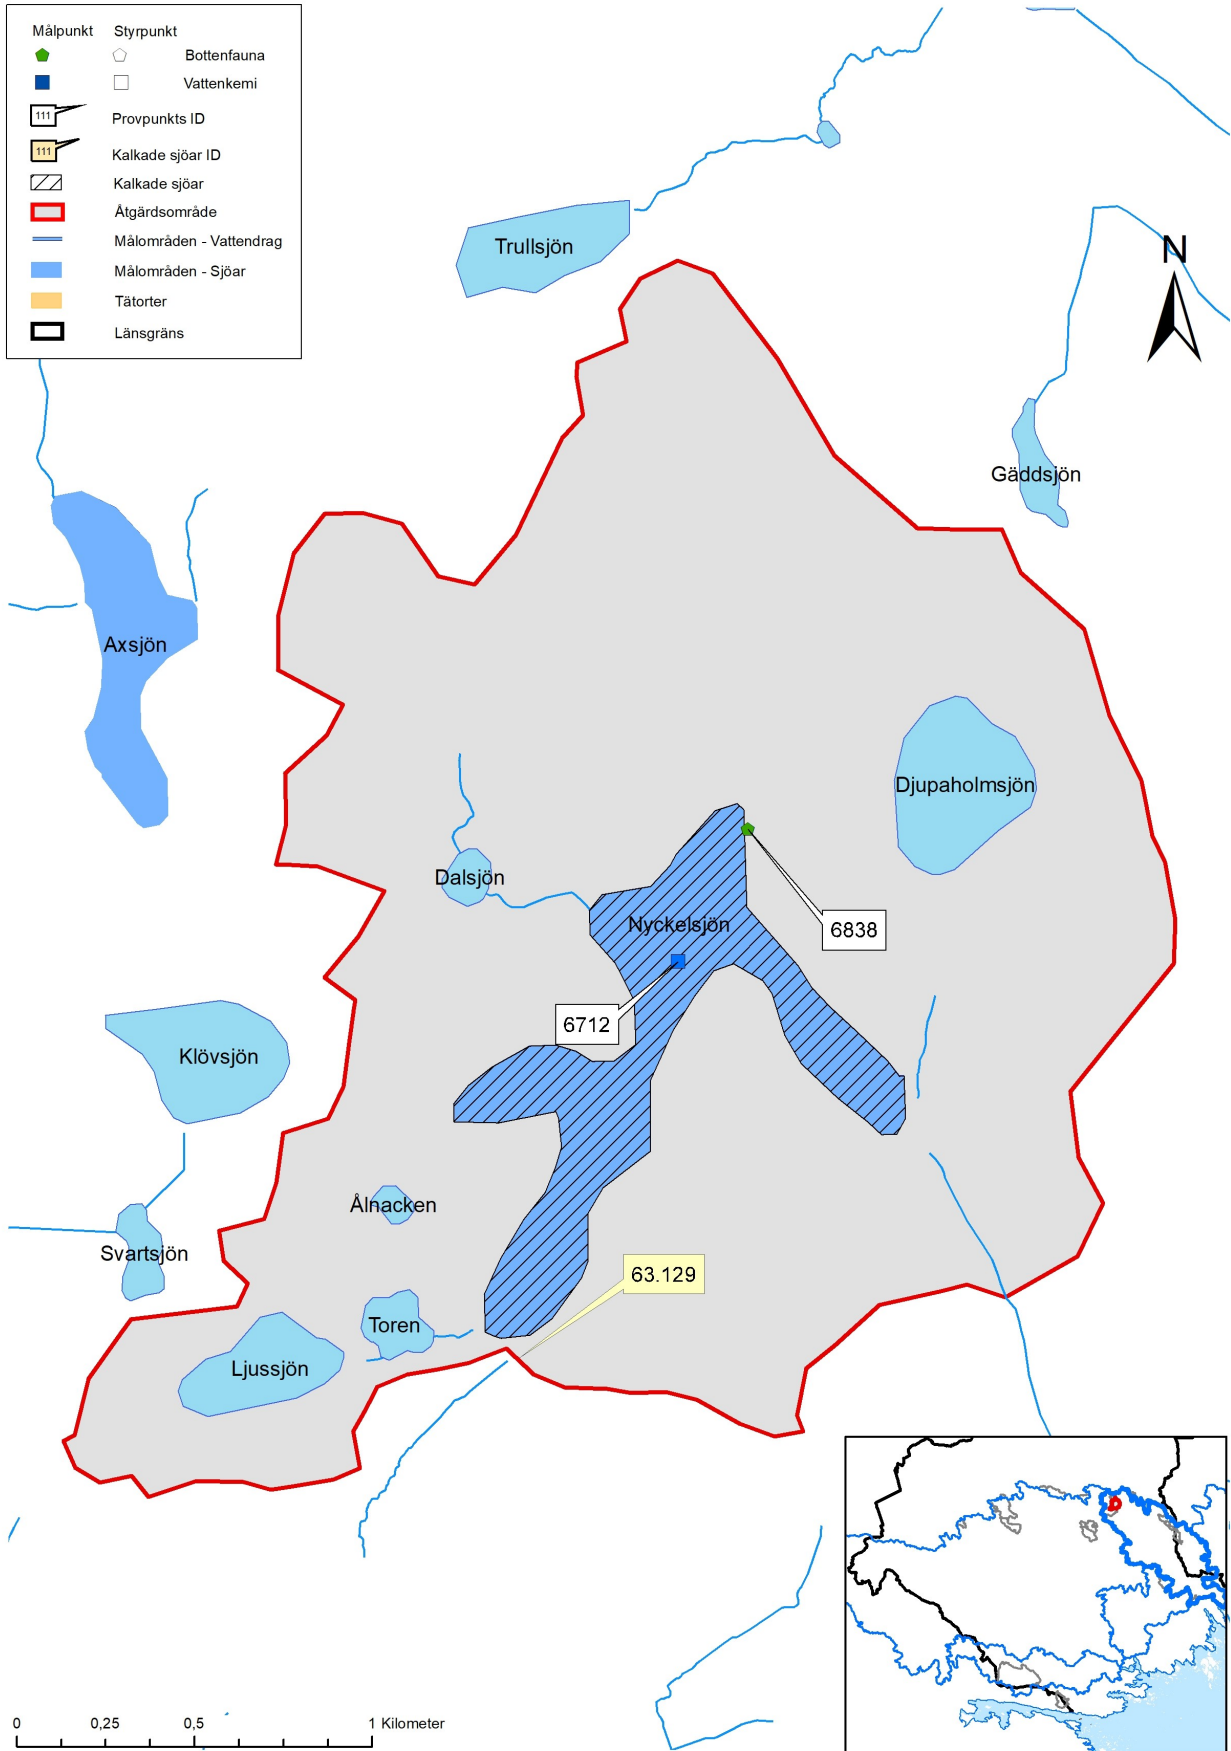 Målpunkt Styrpunkt
Bottenfauna
Vattenkemi
111 Provpunkts ID
111 Kalkade sjöar ID
Kalkade sjöar
Åtgärdsområde
Målområden - Vattendrag
Målområden - Sjöar
Tätorter
Länsgräns
Trullsjön
N
Gäddsjön
Axsjön
Djupaholmsjön
Dalsjön
Nyckelsjön
6838
6712
Klövsjön
Ålnacken
Svartsjön
63.129
Toren
Ljussjön
0 0,25 0,5 1 Kilometer